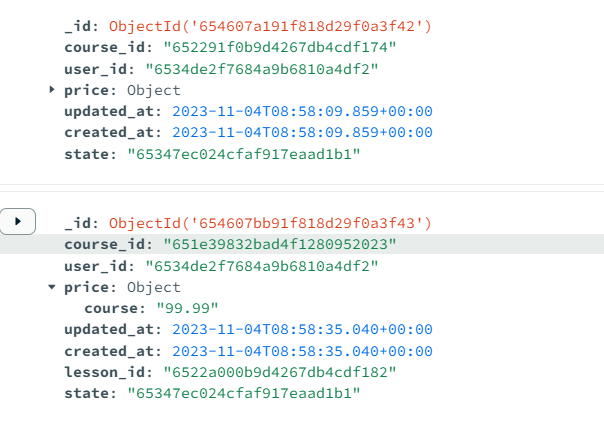 _id: ObjectId('654607a191f818d29f0a3f42')
course_id: "652291f0b9d4267db4cdf174"
user_id: "6534de2f7684a9b6810a4df2"
price: Object
updated_at: 2023-11-04T08:58:09.859+00:00
created_at: 2023-11-04T08:58:09.859+00:00
state: "65347ec024cfaf917eaad1b1"
_id: ObjectId('654607bb91f818d29f0a3f43')
course_id: "651e39832bad4f1280952023"
user_id: "6534de2f7684a9b6810a4df2"
price: Object
course: "99.99"
updated_at: 2023-11-04T08:58:35.040+00:00
created_at: 2023-11-04T08:58:35.040+00:00
lesson_id: "6522a000b9d4267db4cdf182"
state: "65347ec024cfaf917eaad1b1"